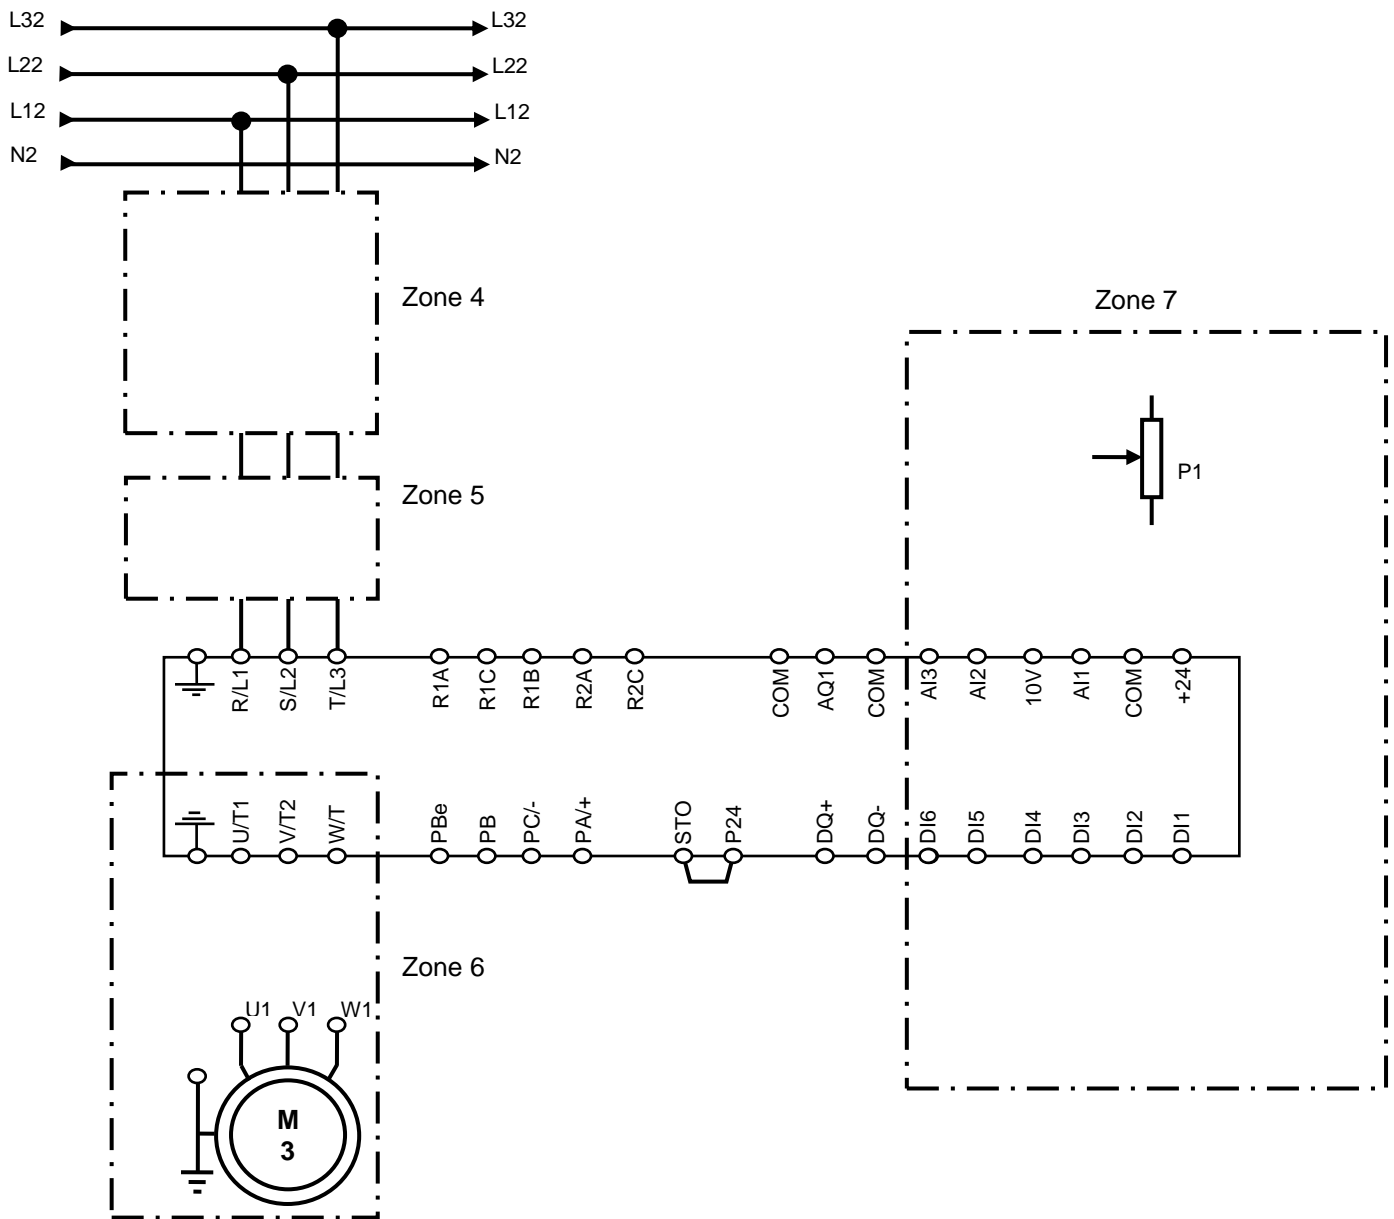 L32 L32
L22 L22
L12 L12
N2 N2
Zone 4
Zone 7
P1
Zone 5
R/L1 S/L2 T/L3 R1A R1C R1B R2A R2C COM AQ1 COM AI3 AI2 10V AI1 COM +24
U/T1 V/T2 W/T PBe PB PC/- PA/+ STO P24 DQ+ DQ- DI6 DI5 DI4 DI3 DI2 DI1
Zone 6
U1 V1 W1
M
3